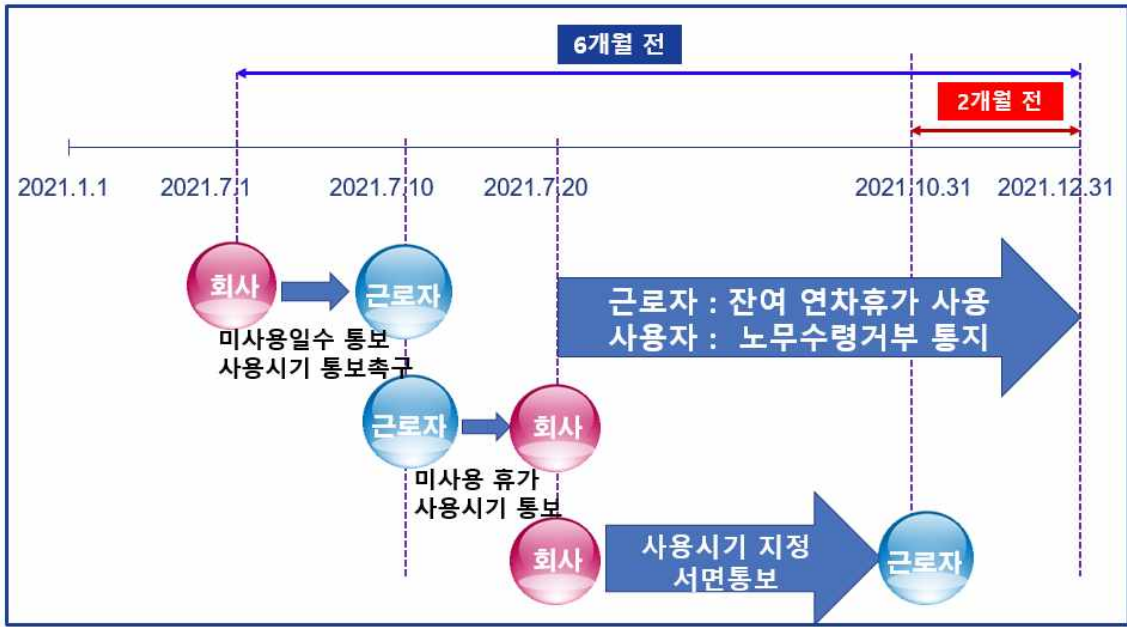 6개월 전
2개월 전
2021.1.1
2021.7.1
2021.7.10
2021.7.20
2021.10.31
2021.12.31
회사
근로자
미사용일수 통보
사용시기 통보촉구
근로자 : 잔여 연차휴가 사용
사용자 : 노무수령거부 통지
근로자
회사
미사용 휴가
사용시기 통보
회사
사용시기 지정
서면통보
근로자